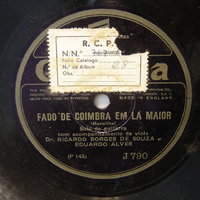 R. C. P.
N/N.º
Folio Catalogo
N.º de Album
Obs.
MADE IN ENGLAND
FADO DE COIMBRA EM LA MAIOR
Solo de guitarra
com acompanhamento de viola
Dr. RICARDO BORGES DE SOUZA e
EDUARDO ALVES
J 790